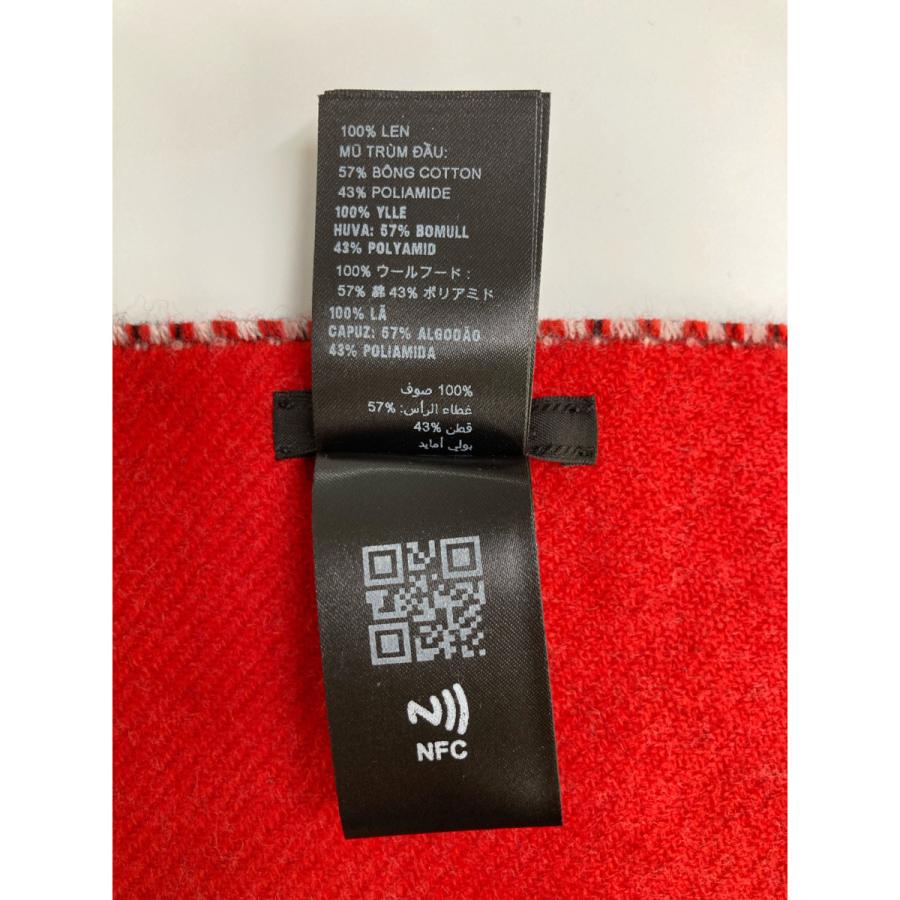 100% LEN
MŨ TRÙM ĐẦU:
57% BÔNG COTTON
43% POLIAMIDE
100% YLLE
HUVA: 57% BOMULL
43% POLYAMID
100% ウールフード :
57% 綿 43% ポリアミド
100% LÃ
CAPUZ: 57% ALGODÃO
43% POLIAMIDA
100% صوف
غطاء الرأس: 57%
قطن 43%
بولي أمايد
NFC